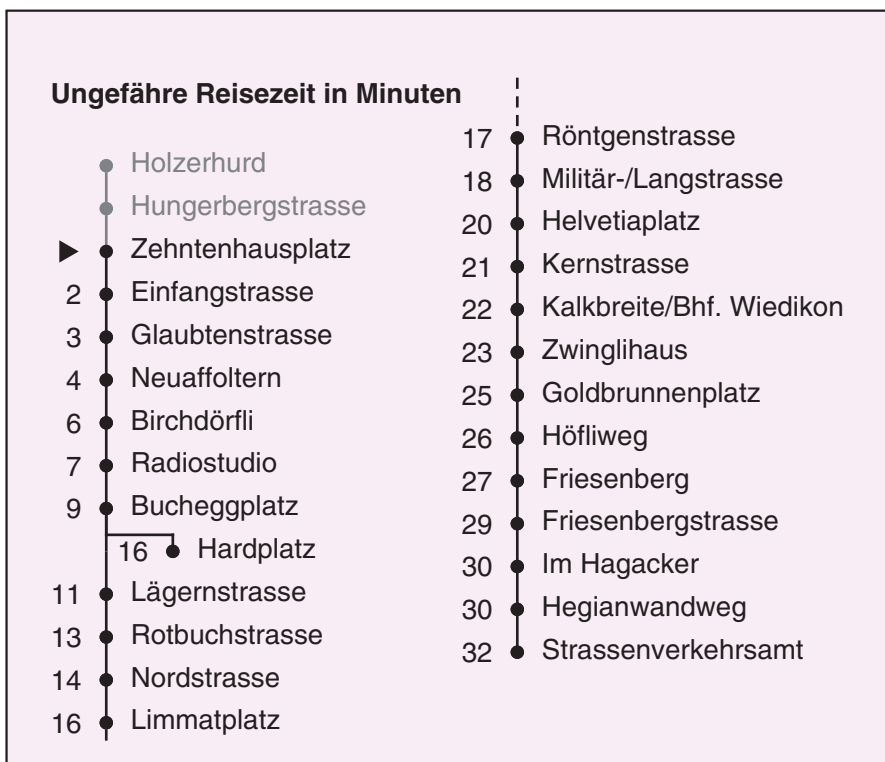 Ungefähre Reisezeit in Minuten
Holzerhurd
Hungerbergstrasse
Zehntenhausplatz
2 Einfangstrasse
3 Glaubtenstrasse
4 Neuaffoltern
6 Birchdörfli
7 Radiostudio
9 Bucheggplatz
16 Hardplatz
11 Lägernstrasse
13 Rotbuchstrasse
14 Nordstrasse
16 Limmatplatz
17 Röntgenstrasse
18 Militär-/Langstrasse
20 Helvetiaplatz
21 Kernstrasse
22 Kalkbreite/Bhf. Wiedikon
23 Zwinglihaus
25 Goldbrunnenplatz
26 Höfliweg
27 Friesenberg
29 Friesenbergstrasse
30 Im Hagacker
30 Hegianwandweg
32 Strassenverkehrsamt